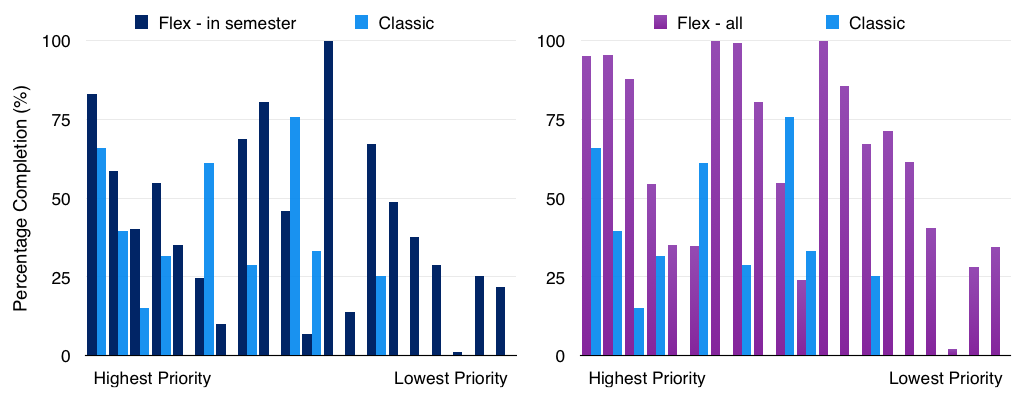 Flex - in semester
Classic
Percentage Completion (%)
100
75
50
25
0
Highest Priority
Lowest Priority
Flex - all
Classic
100
75
50
25
0
Highest Priority
Lowest Priority